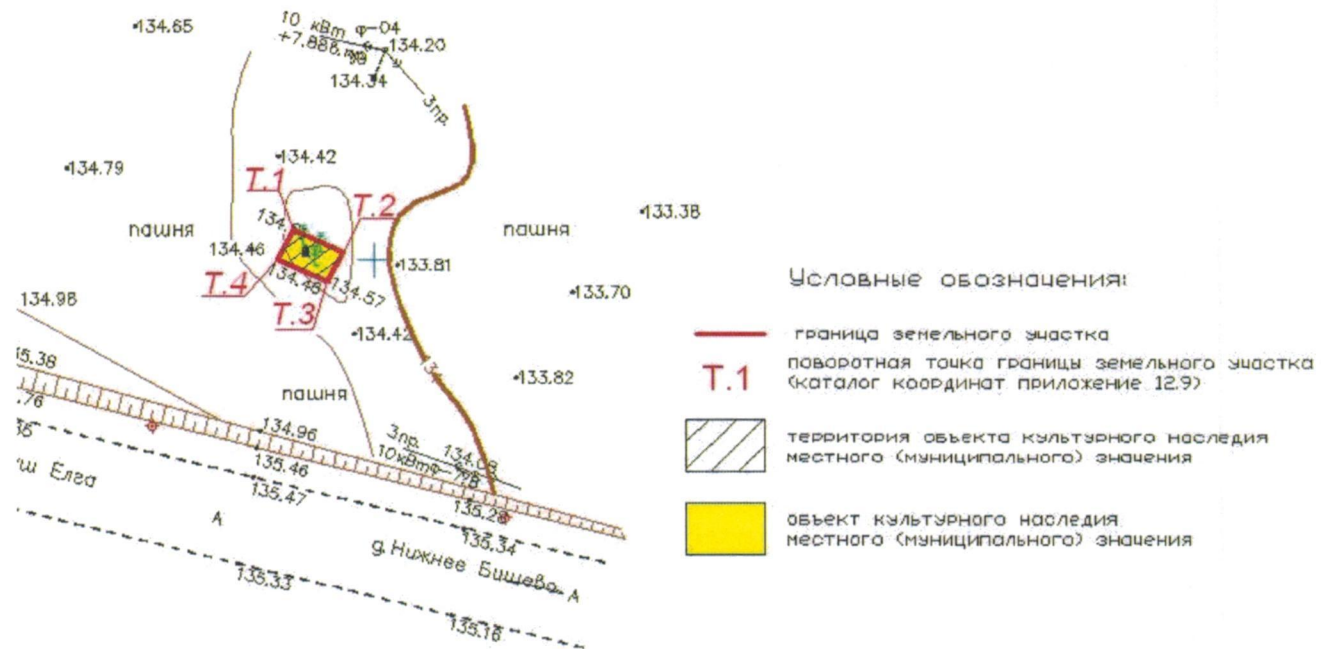 134.65
10 кВт Ф-04
134.20
134.34
3пр.
134.42
134.79
Т.1
Т.2
133.38
пашня
пашня
134.46
133.81
134.48
134.57
Т.4
133.70
134.98
Т.3
134.42
133.82
пашня
134.96
3пр.
135.46
135.47
135.28
135.34
Елга
А
д.Нижнее Бишево
А
135.33
135.16
Условные обозначения:
граница земельного участка
Т.1
поворотная точка границы земельного участка
(каталог координат приложение 12.9)
территория объекта культурного наследия
местного (муниципального) значения
объект культурного наследия
местного (муниципального) значения